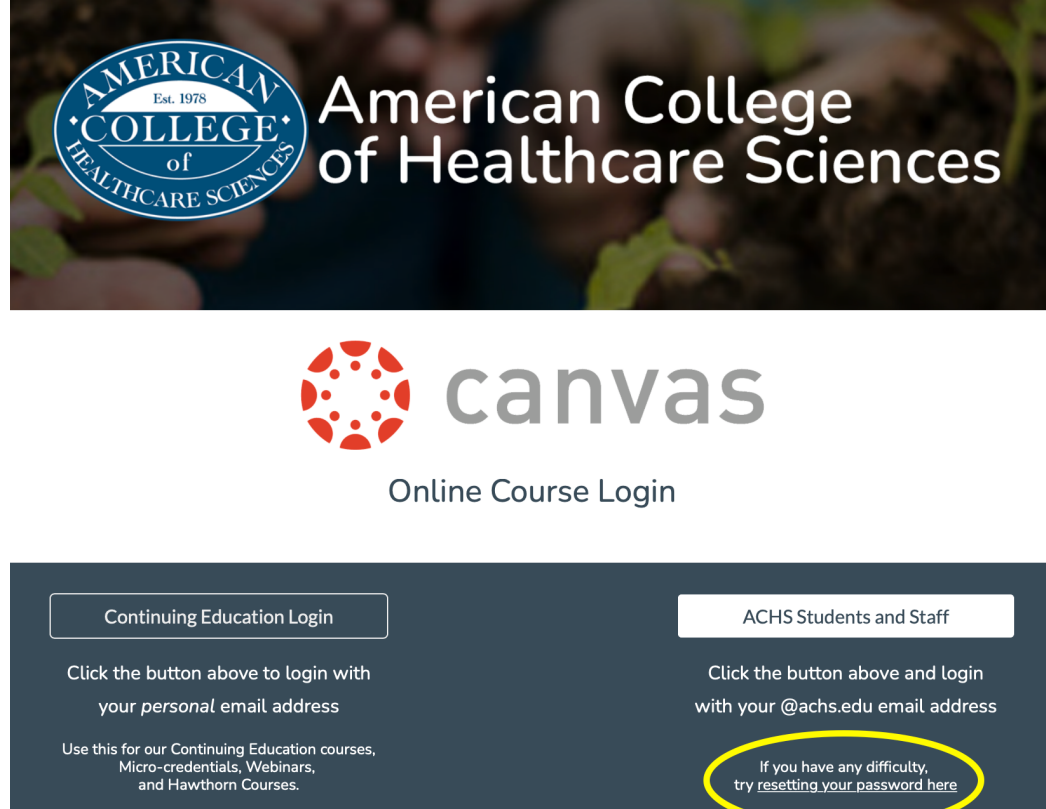 AMERICAN
Est. 1978
COLLEGE
of
HEALTHCARE SCIENCES
American College
of Healthcare Sciences
canvas
Online Course Login
Continuing Education Login
Click the button above to login with
your personal email address
Use this for our Continuing Education courses,
Micro-credentials, Webinars,
and Hawthorn Courses.
ACHS Students and Staff
Click the button above and login
with your @achs.edu email address
If you have any difficulty,
try resetting your password here